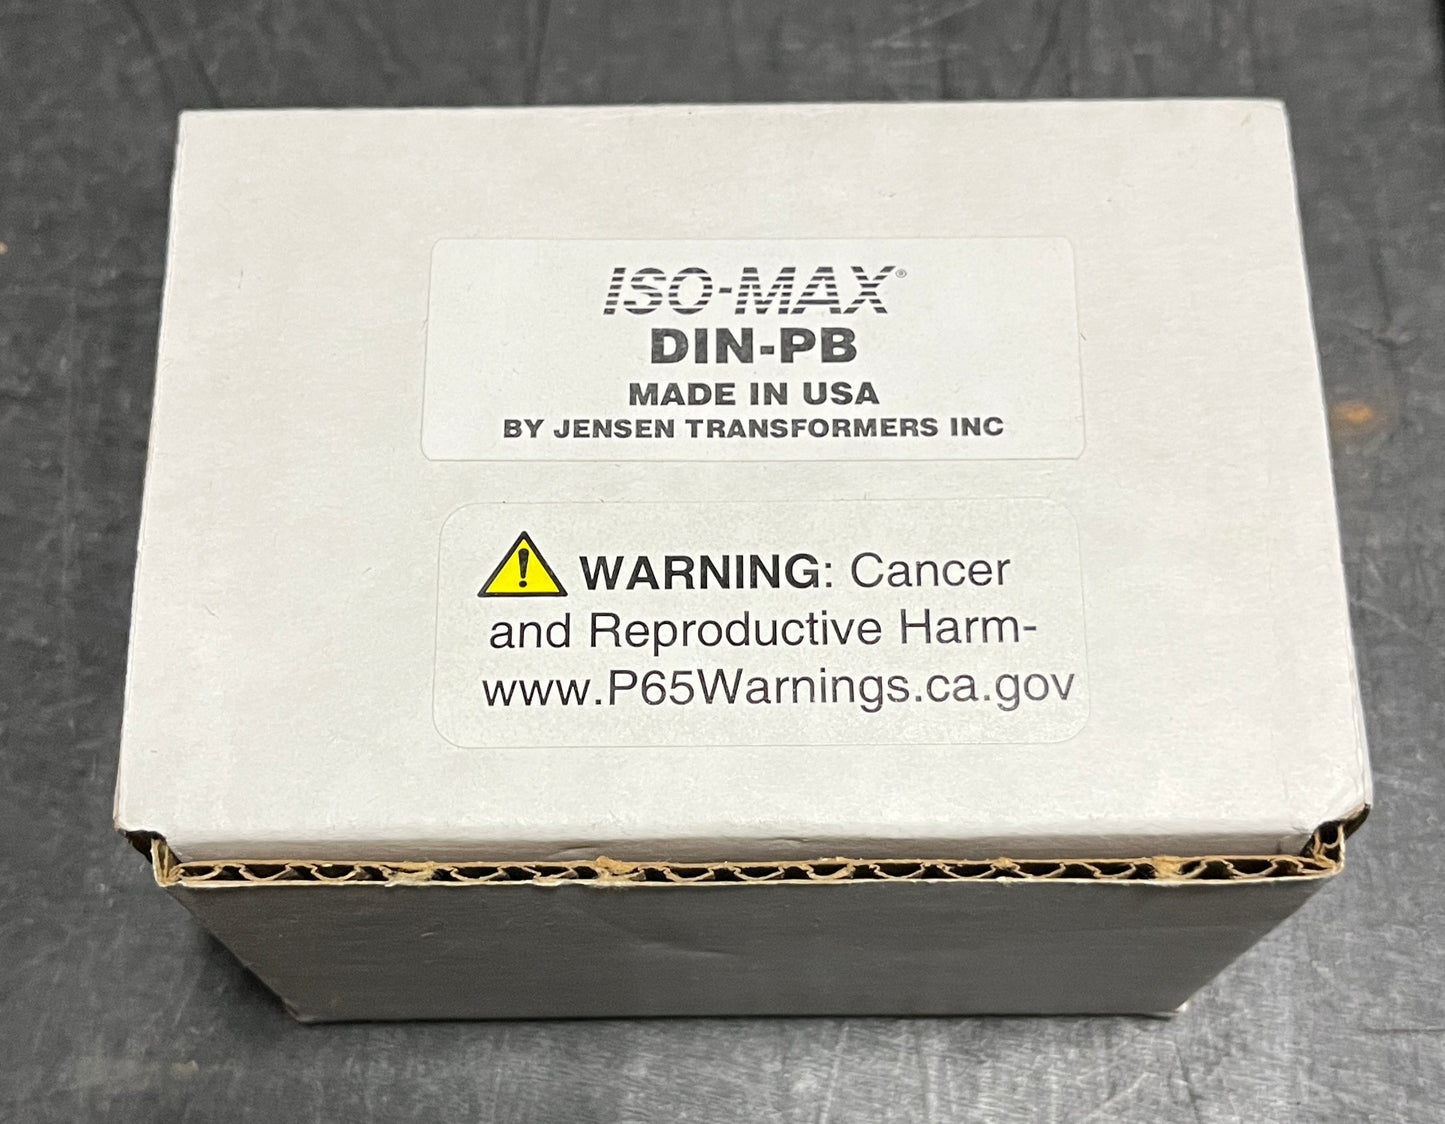 ISO-MAX®
DIN-PB
MADE IN USA
BY JENSEN TRANSFORMERS INC
WARNING: Cancer
and Reproductive Harm-
www.P65Warnings.ca.gov